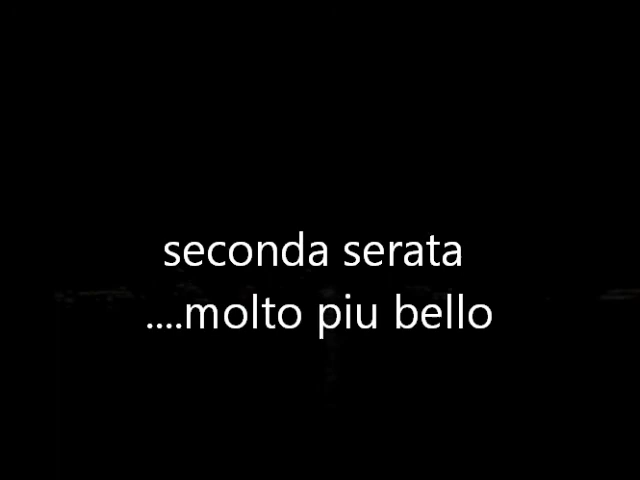 seconda serata
....molto piu bello